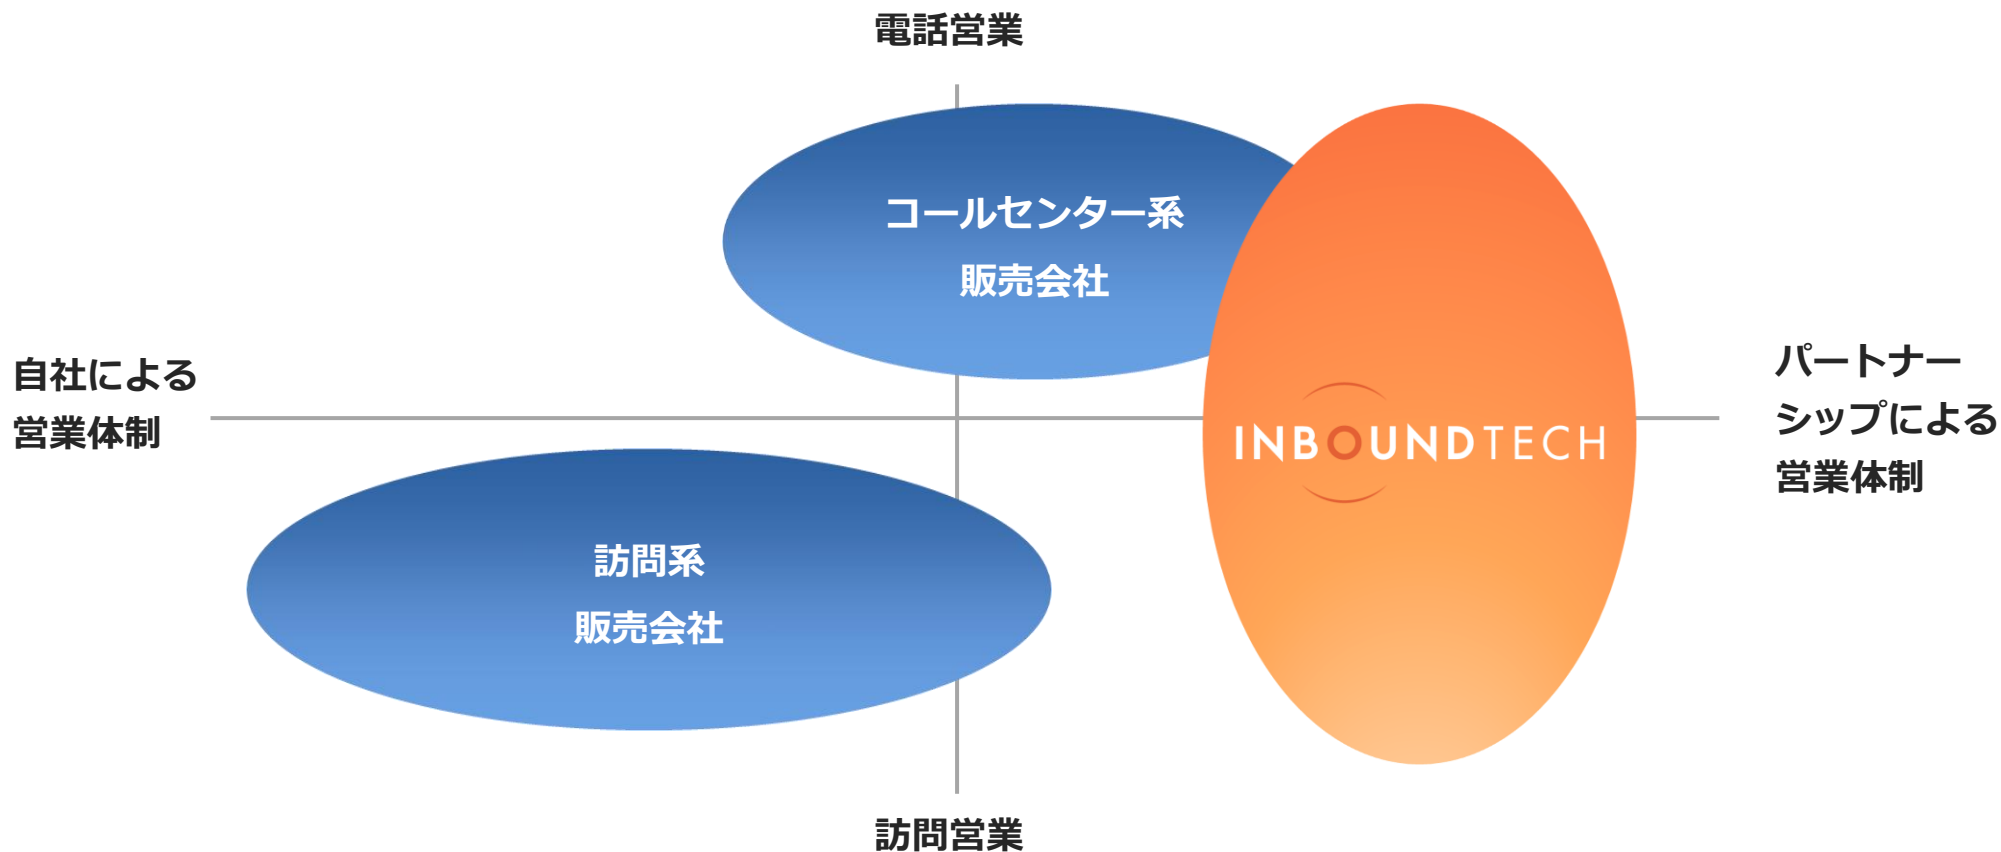 電話営業
コールセンター系
販売会社
自社による
営業体制
パートナー
シップによる
営業体制
INBOUNDTECH
訪問系
販売会社
訪問営業